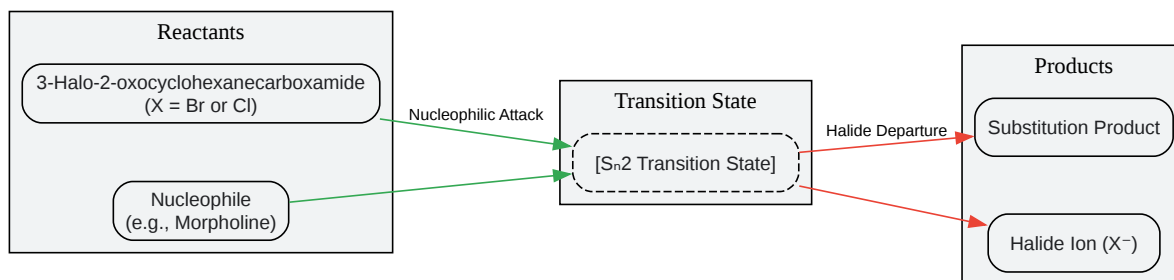 Reactants
3-Halo-2-oxocyclohexanecarboxamide
(X = Br or Cl)
Nucleophile
(e.g., Morpholine)
Nucleophilic Attack
Transition State
[Sₙ2 Transition State]
Halide Departure
Products
Substitution Product
Halide Ion (X⁻)